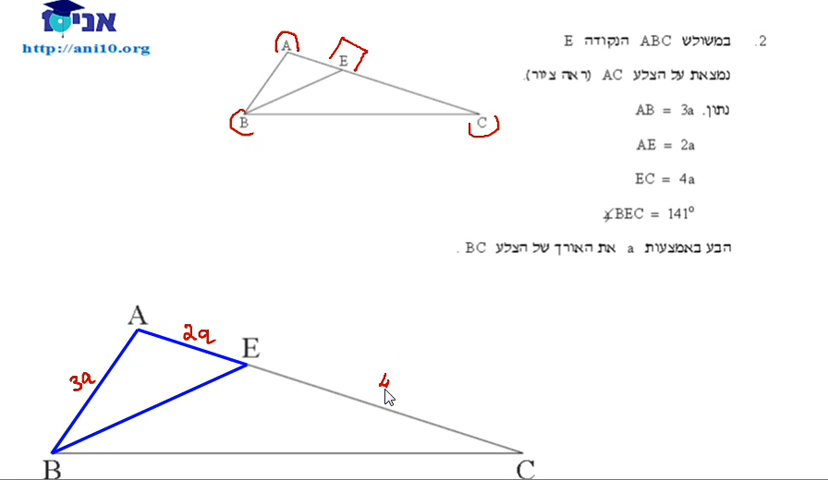 אני10
http://ani10.org
2. במשולש ABC הנקודה E
נמצאת על הצלע AC (ראה ציור).
נתון. AB = 3a
AE = 2a
EC = 4a
∢BEC = 141°
הבע באמצעות a את האורך של הצלע BC .
A
E
B
C
A
2a
E
3a
4
B
C